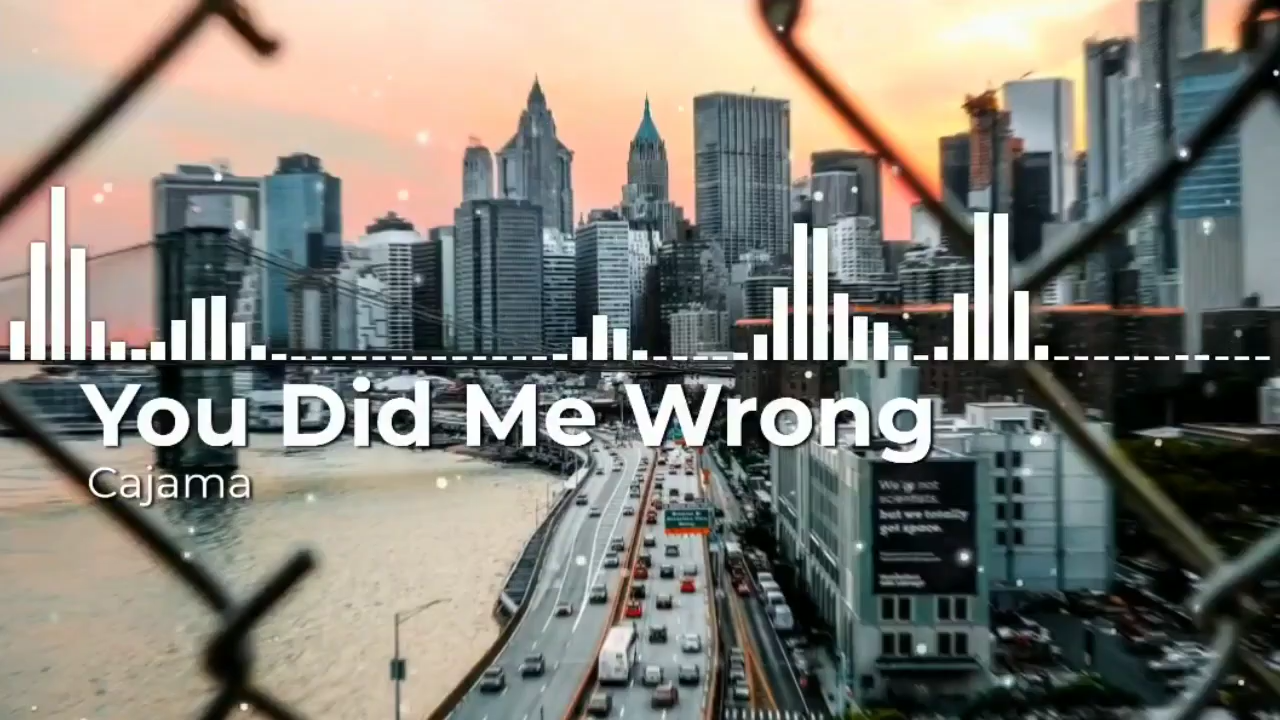 You Did Me Wrong
Cajama
We're not
scientists,
but we totally
get space.